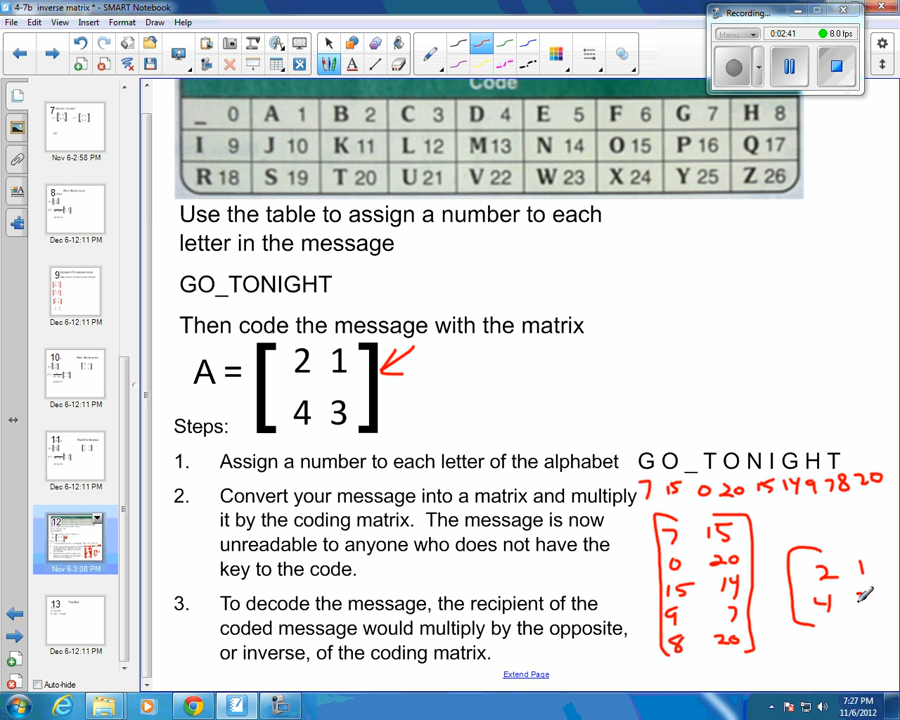 4-7b inverse matrix * - SMART Notebook
File Edit View Insert Format Draw Help
Recording...
Menu
0:02:41
8.0 fps
7
Nov 6-2:58 PM
8
Dec 6-12:11 PM
9
Dec 6-12:11 PM
10
Dec 6-12:11 PM
11
Dec 6-12:11 PM
12
Nov 6-3:08 PM
13
Auto-hide
Code
_ 0 A 1 B 2 C 3 D 4 E 5 F 6 G 7 H 8
I 9 J 10 K 11 L 12 M 13 N 14 O 15 P 16 Q 17
R 18 S 19 T 20 U 21 V 22 W 23 X 24 Y 25 Z 26
Use the table to assign a number to each
letter in the message
GO_TONIGHT
Then code the message with the matrix
A = [ 2 1
4 3 ]
Steps:
1. Assign a number to each letter of the alphabet
G O _ T O N I G H T
7 15 0 20 15 14 9 7 8 20
2. Convert your message into a matrix and multiply
it by the coding matrix. The message is now
unreadable to anyone who does not have the
key to the code.
3. To decode the message, the recipient of the
coded message would multiply by the opposite,
or inverse, of the coding matrix.
7 15
0 20
15 14
9 7
8 20
2 1
4
Extend Page
7:27 PM
11/6/2012